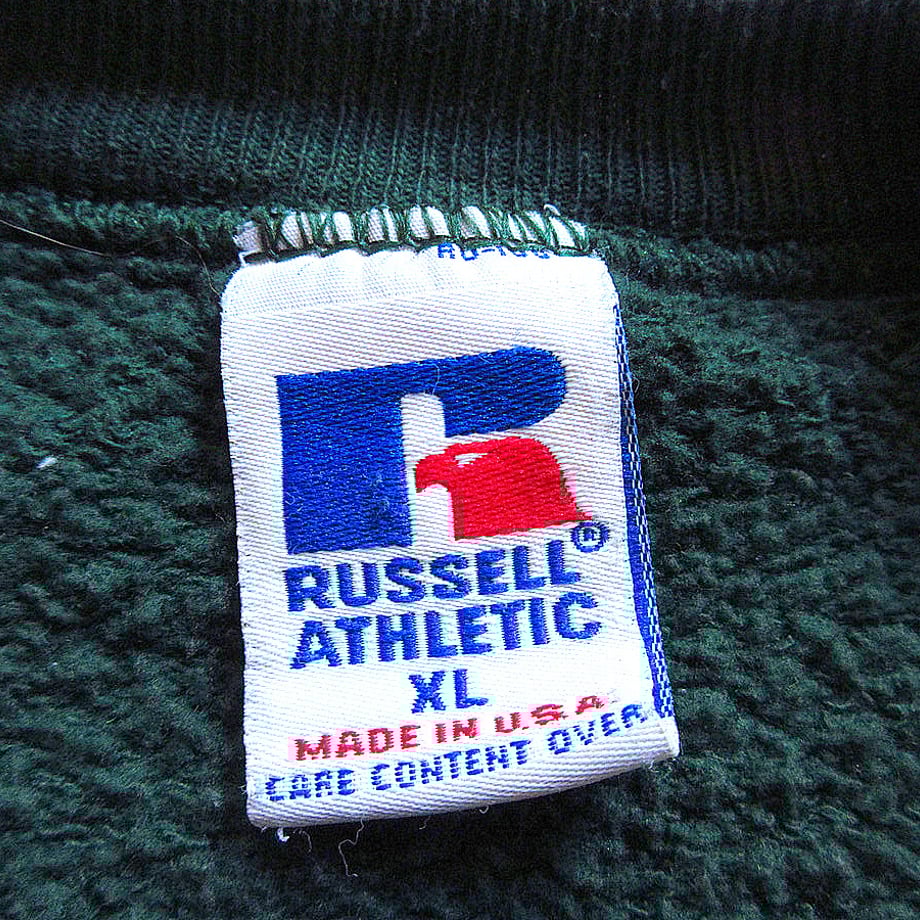 RUSSELL®
ATHLETIC
XL
MADE IN U.S.A.
CARE CONTENT OVER